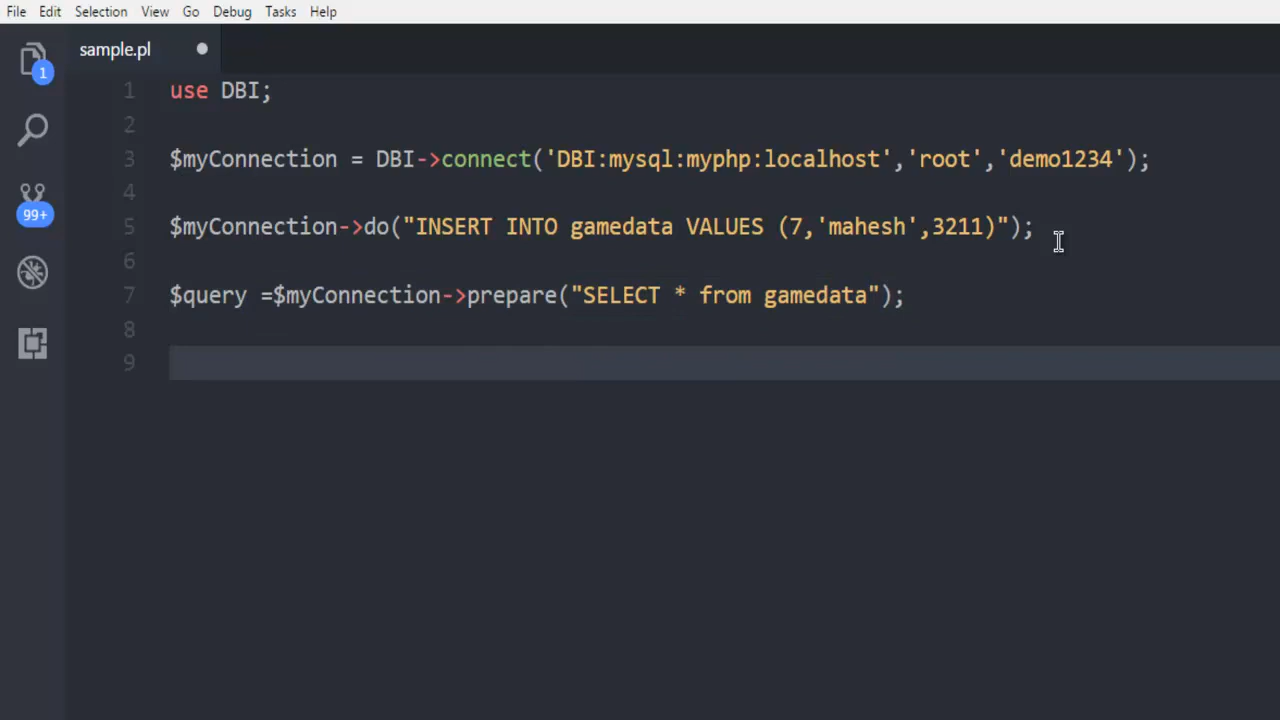 File Edit Selection View Go Debug Tasks Help
sample.pl
1
1 use DBI;
2
3 $myConnection = DBI->connect('DBI:mysql:myphp:localhost','root','demo1234');
4
99+
5 $myConnection->do("INSERT INTO gamedata VALUES (7,'mahesh',3211)");
6
7 $query =$myConnection->prepare("SELECT * from gamedata");
8
9